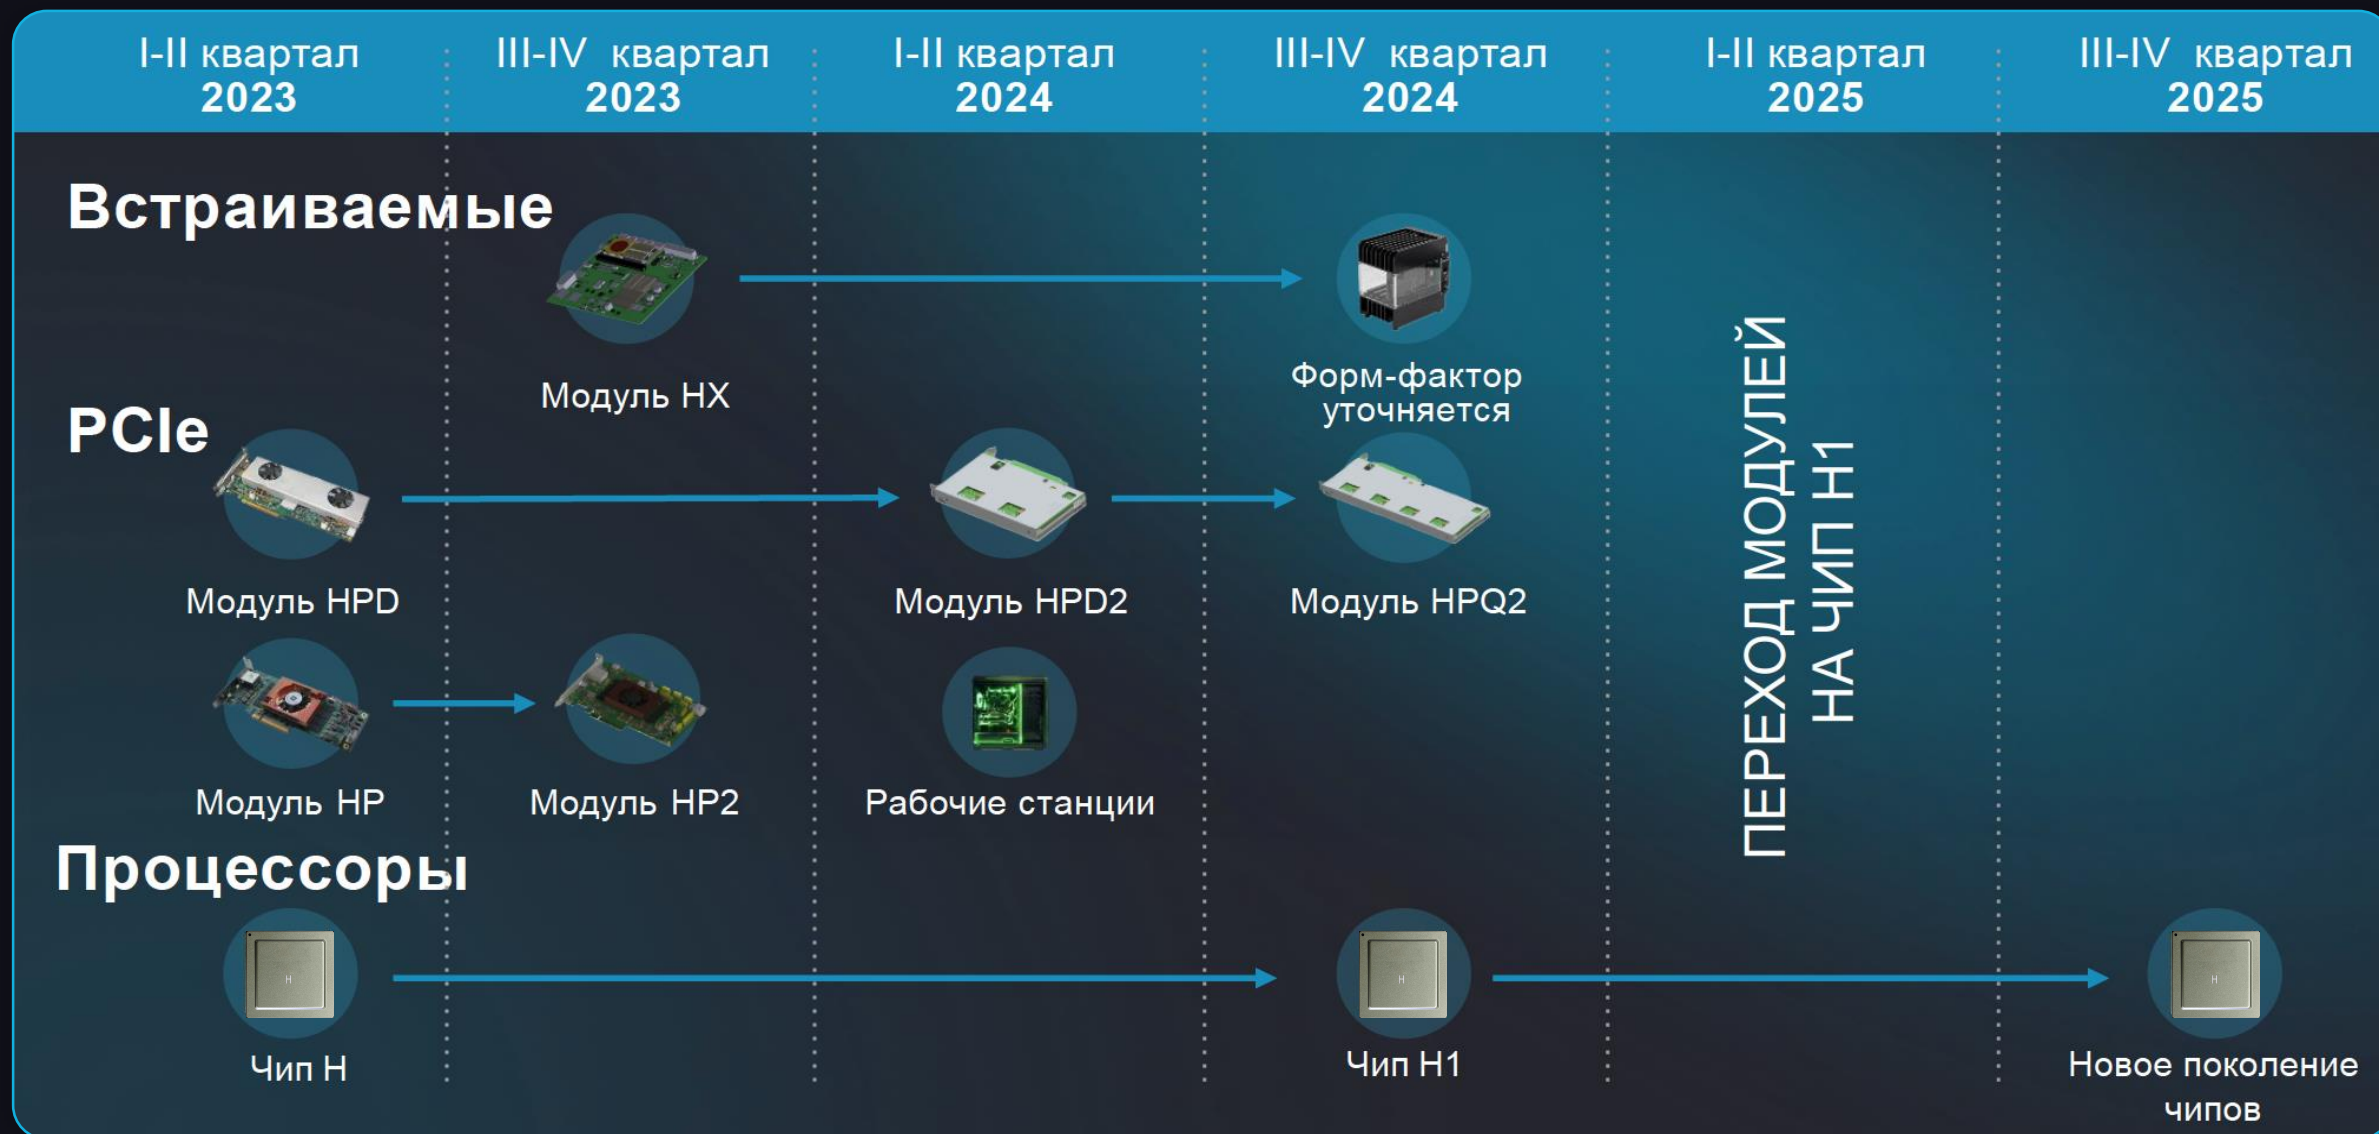 I-II квартал
2023
III-IV квартал
2023
I-II квартал
2024
III-IV квартал
2024
I-II квартал
2025
III-IV квартал
2025
Встраиваемые
Модуль HX
Форм-фактор
уточняется
PCIe
Модуль HPD
Модуль HPD2
Модуль HPQ2
Модуль HP
Модуль HP2
Рабочие станции
ПЕРЕХОД МОДУЛЕЙ
НА ЧИП H1
Процессоры
H
H
H
Чип H
Чип H1
Новое поколение
чипов